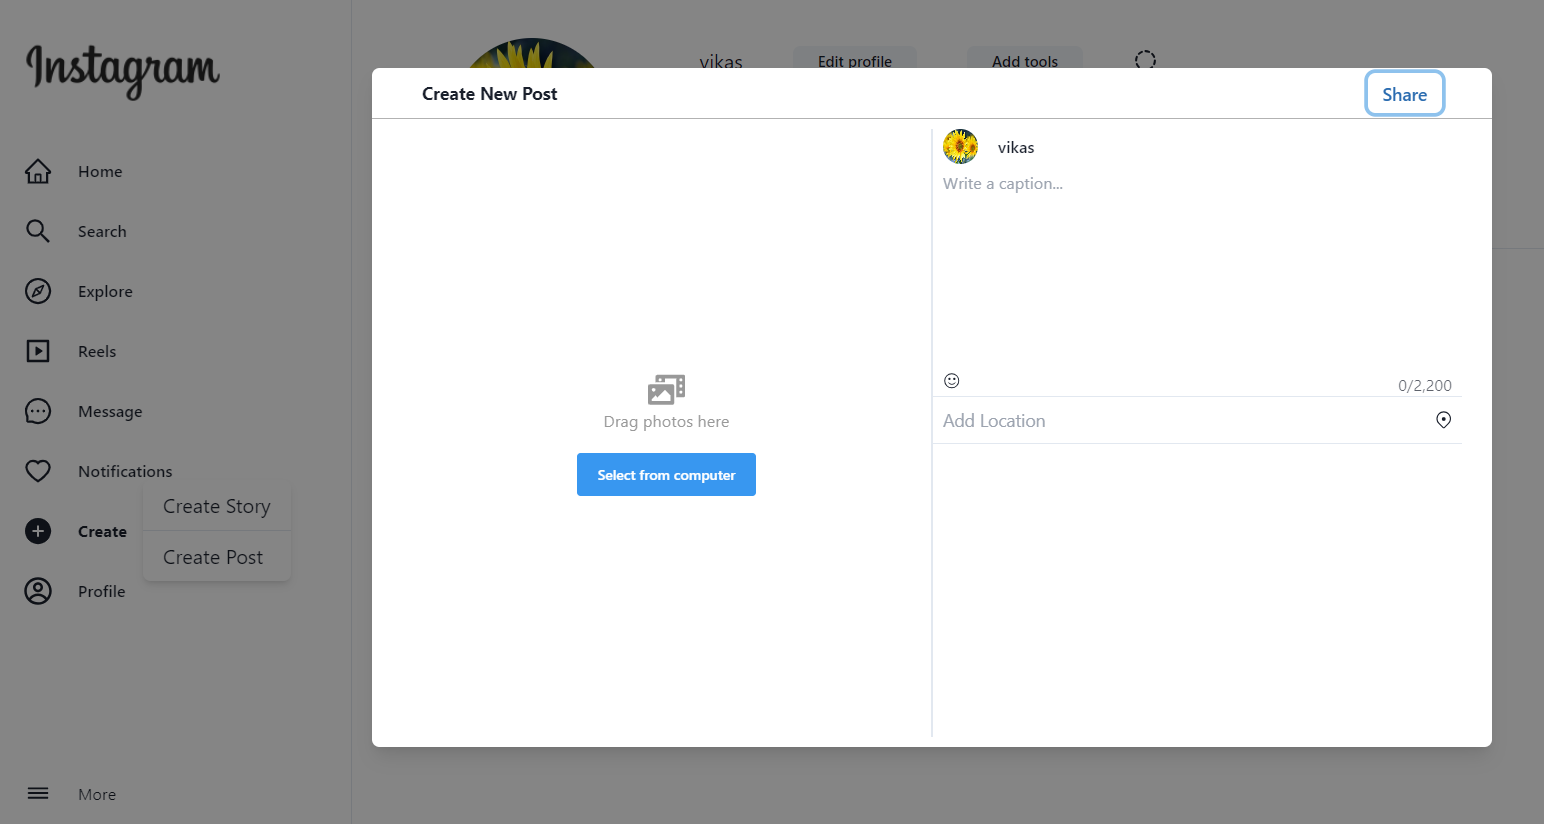 Instagram
Home
Search
Explore
Reels
Message
Notifications
Create
Create Story
Create Post
Profile
More
vikas
Edit profile
Add tools
Create New Post
Share
Drag photos here
Select from computer
vikas
Write a caption...
0/2,200
Add Location